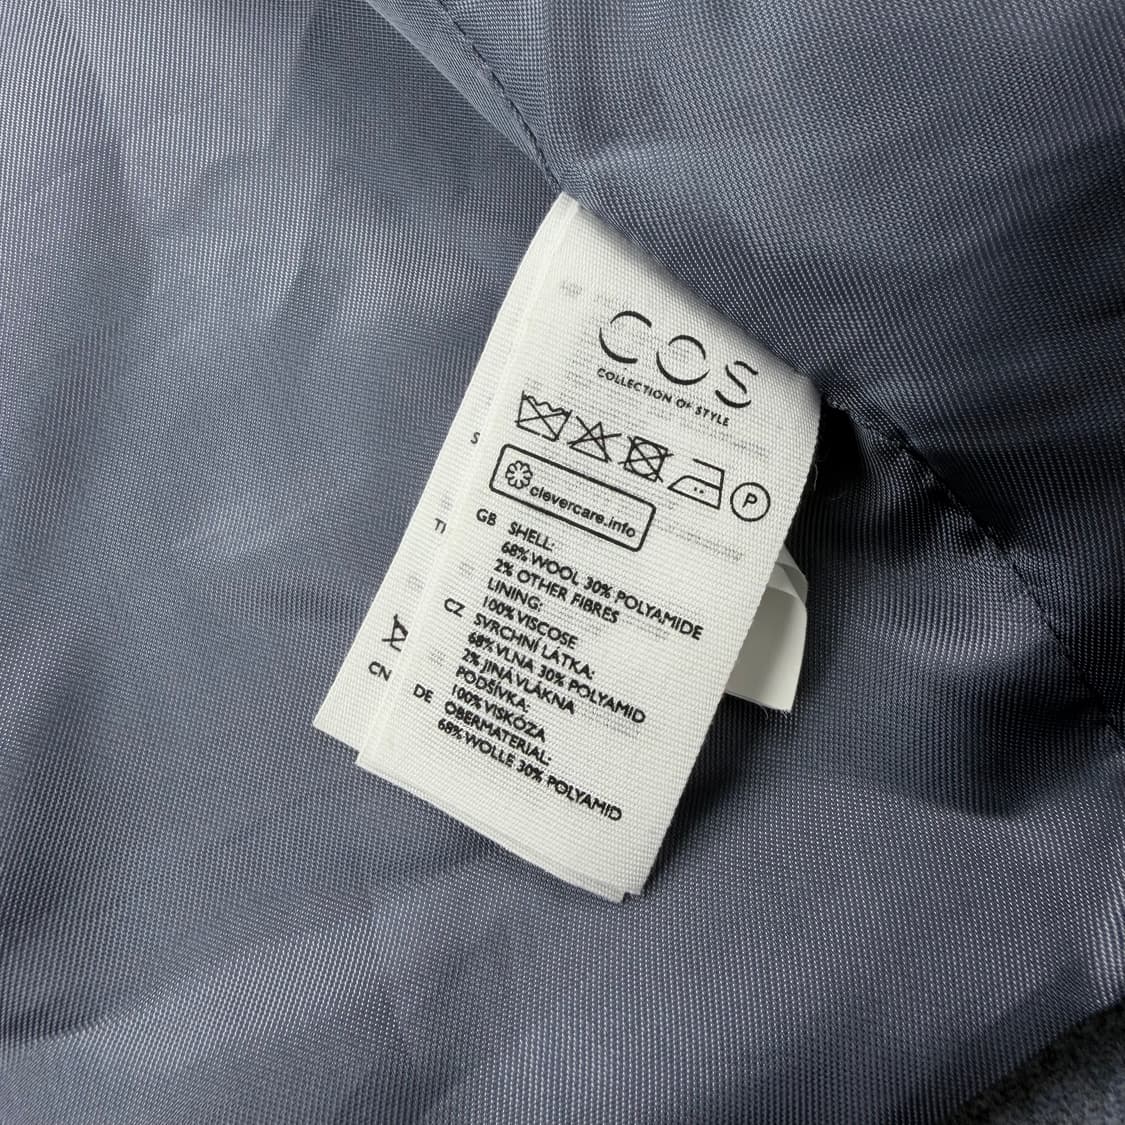 COS
COLLECTION OF STYLE
P
clevercare.info
GB SHELL:
68% WOOL 30% POLYAMIDE
2% OTHER FIBRES
LINING:
100% VISCOSE
CZ SVRCHNÍ LÁTKA:
68% VLNA 30% POLYAMID
2% JINÁ VLÁKNA
PODŠÍVKA:
100% VISKÓZA
DE OBERMATERIAL:
68% WOLLE 30% POLYAMID
S
CN